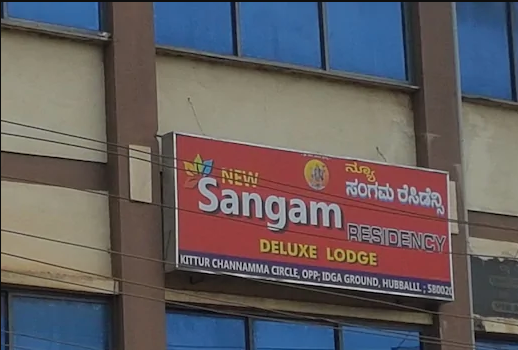 NEW
Sangam
RESIDENCY
ನ್ಯೂ
ಸಂಗಮ ರೆಸಿಡೆನ್ಸಿ
DELUXE LODGE
KITTUR CHANNAMMA CIRCLE, OPP; IDGA GROUND, HUBBALLI. ; 580020